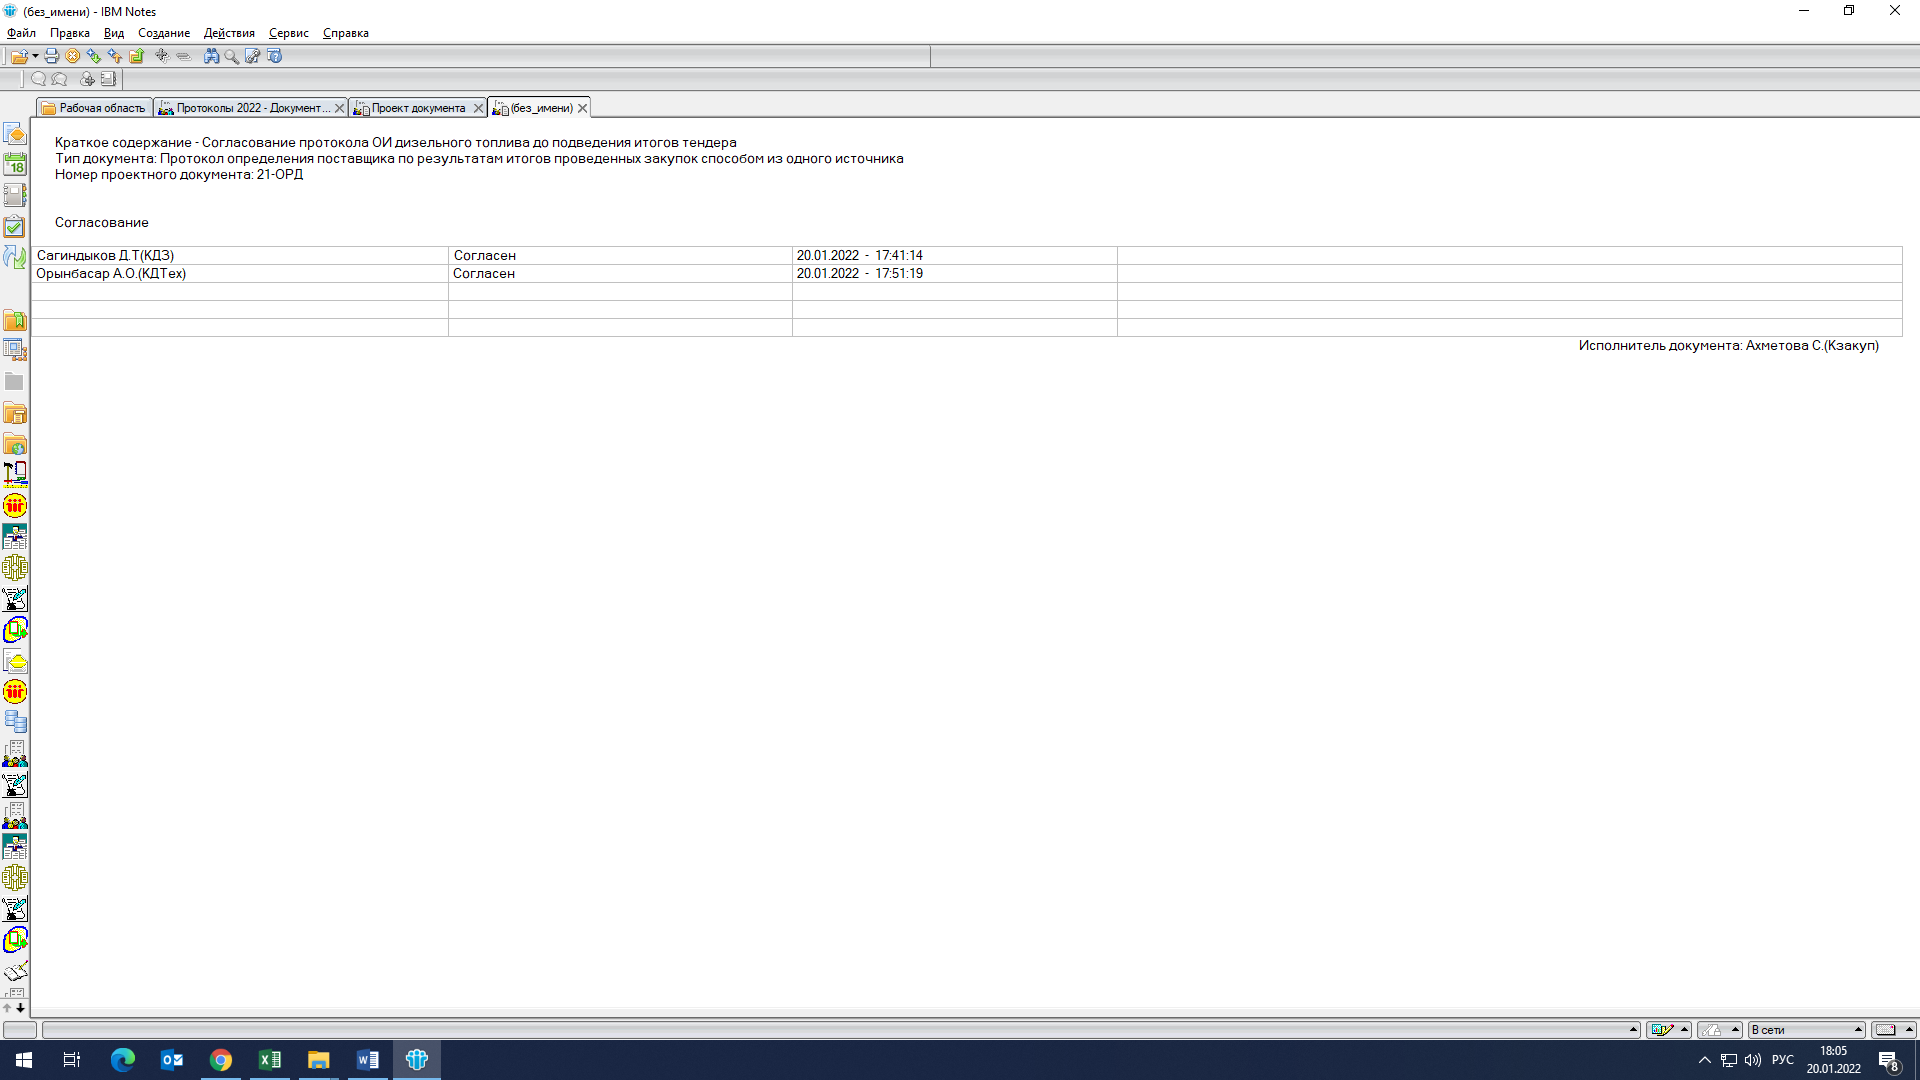 (без_имени) - IBM Notes
Файл Правка Вид Создание Действия Сервис Справка
Рабочая область Протоколы 2022 - Документ... Проект документа (без_имени)
Краткое содержание - Согласование протокола ОИ дизельного топлива до подведения итогов тендера
Тип документа: Протокол определения поставщика по результатам итогов проведенных закупок способом из одного источника
Номер проектного документа: 21-ОРД
Согласование
Сагиндыков Д.Т(КДЗ) Согласен 20.01.2022 - 17:41:14
Орынбасар А.О.(КДТех) Согласен 20.01.2022 - 17:51:19
Исполнитель документа: Ахметова С.(Кзакуп)
18
В сети
РУС
18:05
20.01.2022
8